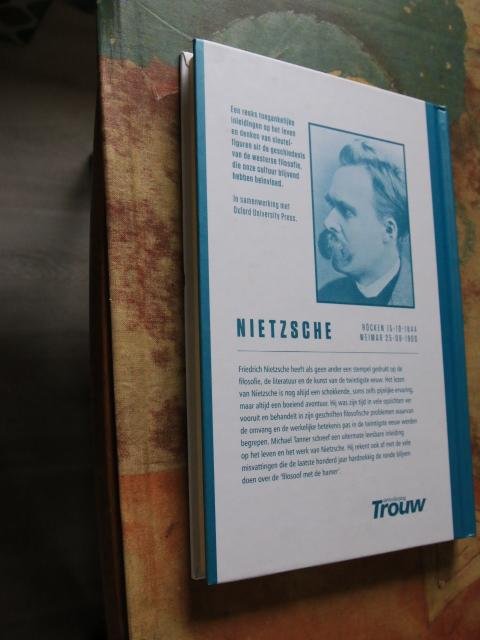 Een reeks toegankelijke
inleidingen op het leven
en denken van sleutel-
figuren uit de geschiedenis
van de westerse filosofie,
die onze cultuur blijvend
hebben beïnvloed.
In samenwerking met
Oxford University Press.
NIETZSCHE
RÖCKEN 15-10-1844
WEIMAR 25-08-1900
Friedrich Nietzsche heeft als geen ander een stempel gedrukt op de
filosofie, de literatuur en de kunst van de twintigste eeuw. Het lezen
van Nietzsche is nog altijd een schokkende, soms zelfs pijnlijke ervaring,
maar altijd een boeiend avontuur. Hij was zijn tijd in vele opzichten ver
vooruit en behandelt in zijn geschriften filosofische problemen waarvan
de omvang en de werkelijke betekenis pas in de twintigste eeuw werden
begrepen. Michael Tanner schreef een uitermate leesbare inleiding
op het leven en het werk van Nietzsche. Hij rekent ook af met de vele
misvattingen die de laatste honderd jaar hardnekkig de ronde blijven
doen over de 'filosoof met de hamer'.
Trouw